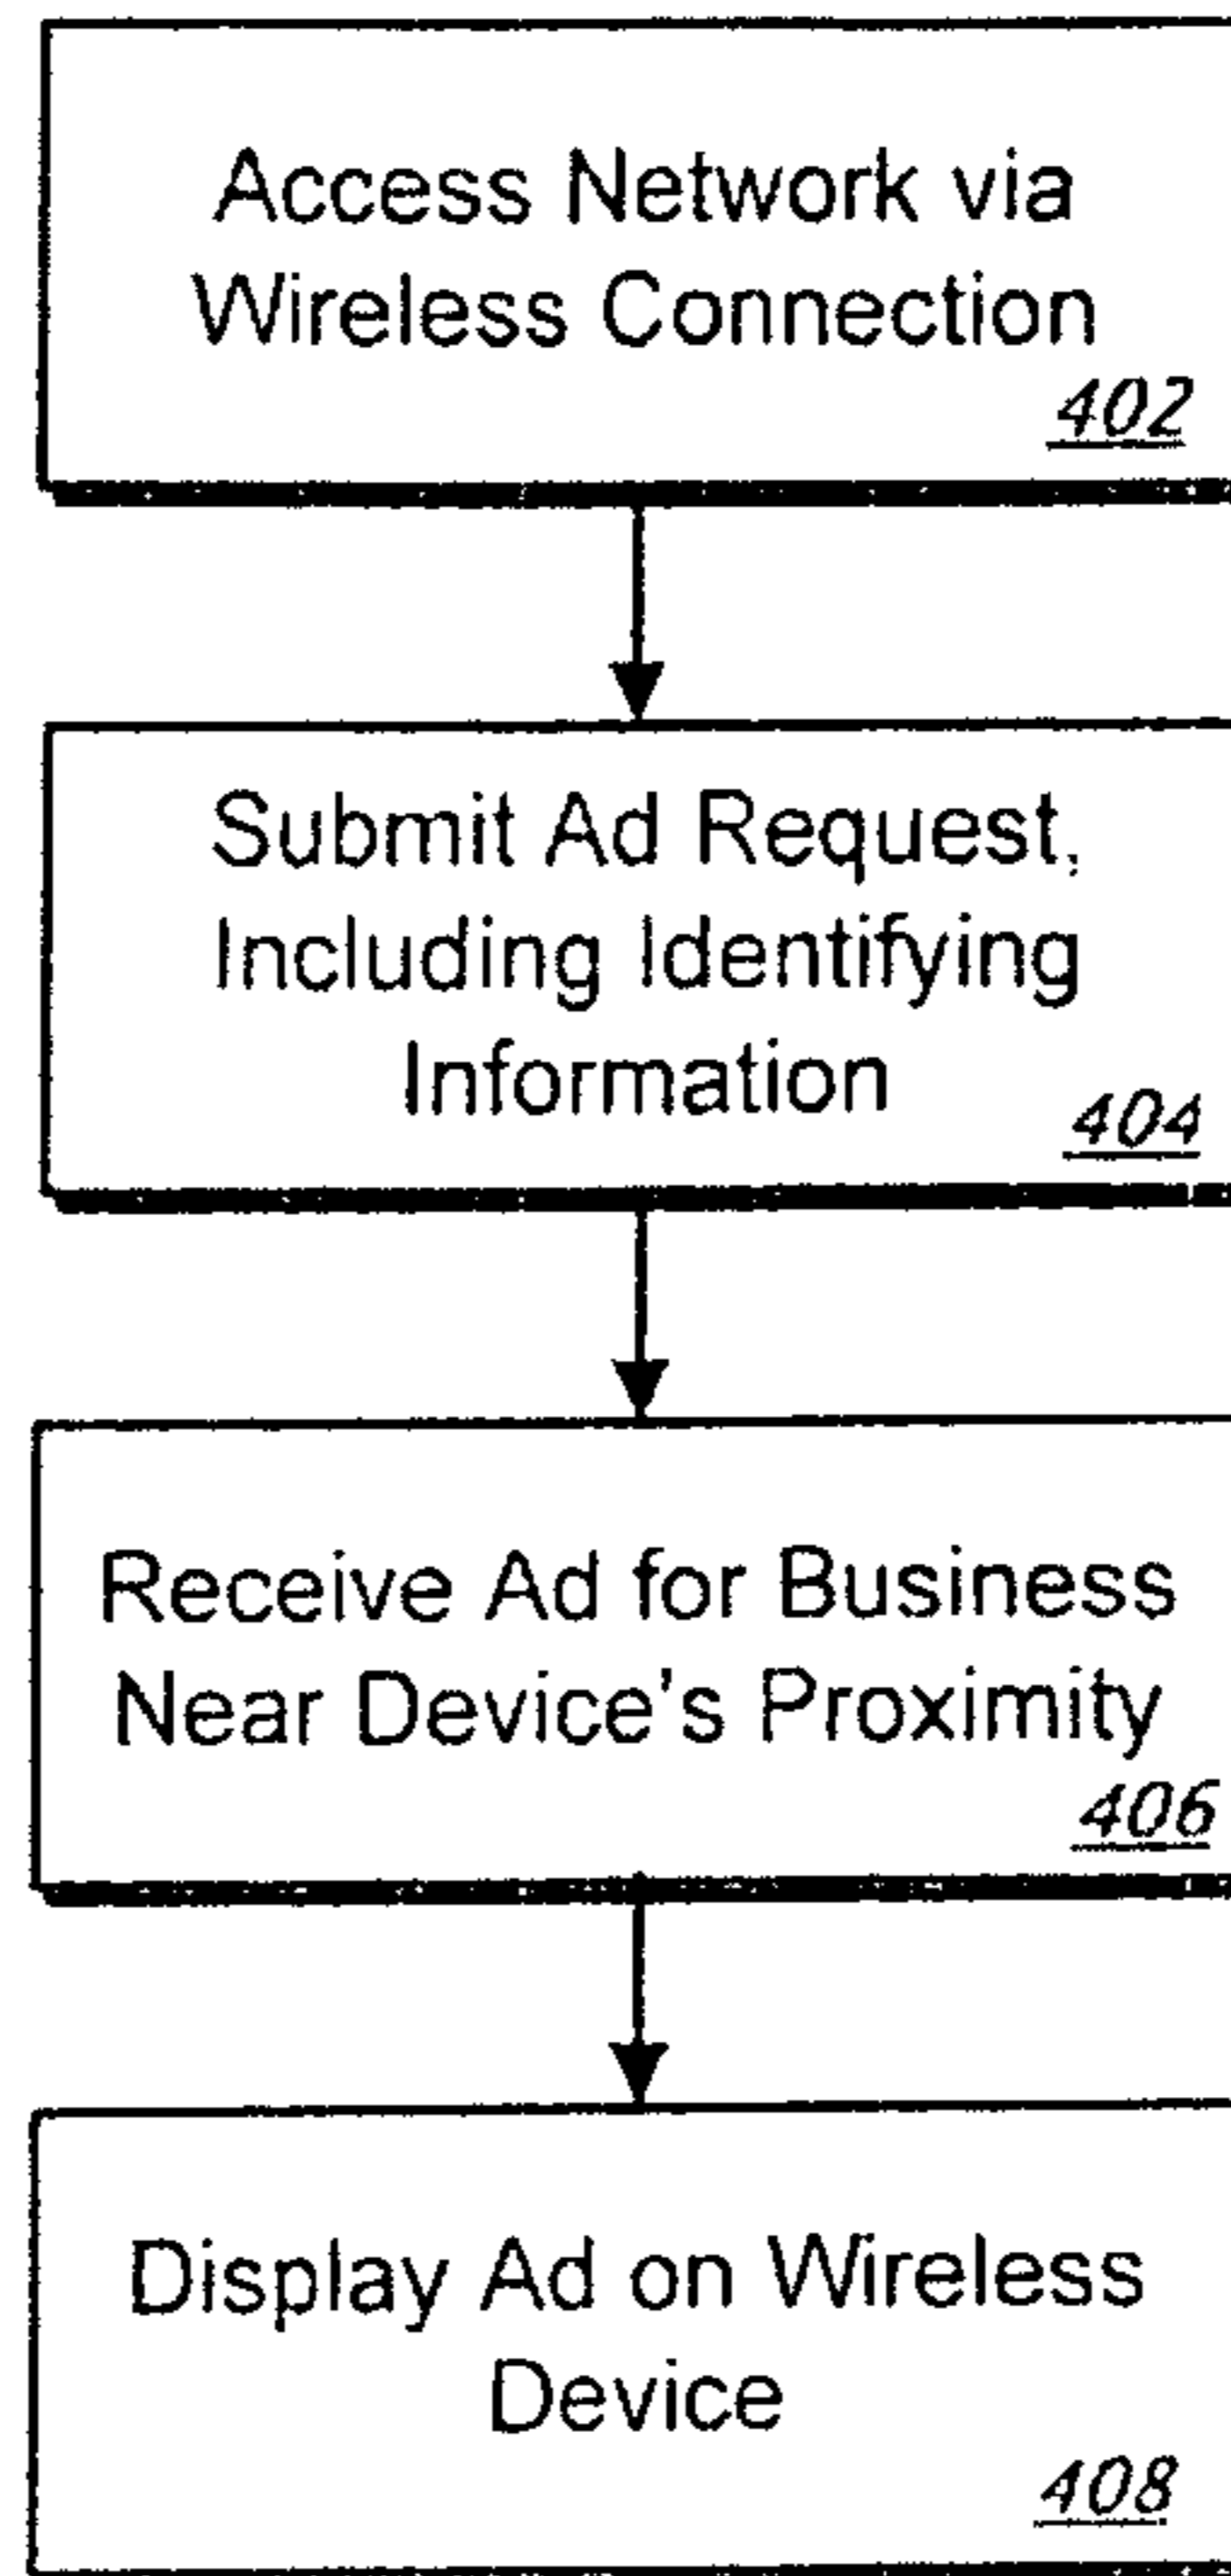 Access Network via
Wireless Connection
402
Submit Ad Request,
Including Identifying
Information
404
Receive Ad for Business
Near Device's Proximity
406
Display Ad on Wireless
Device
408